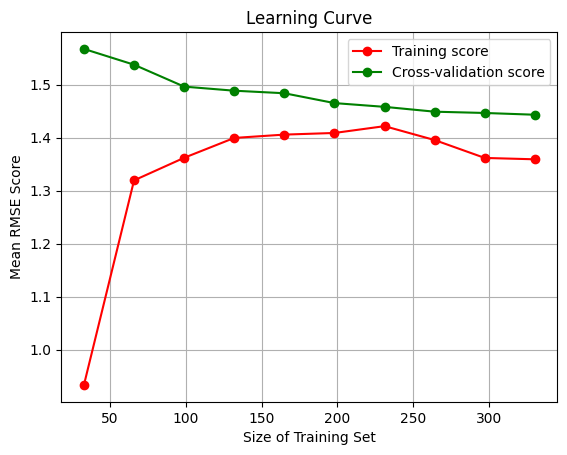 Learning Curve
Training score
Cross-validation score
Mean RMSE Score
1.5
1.4
1.3
1.2
1.1
1.0
50
100
150
200
250
300
Size of Training Set